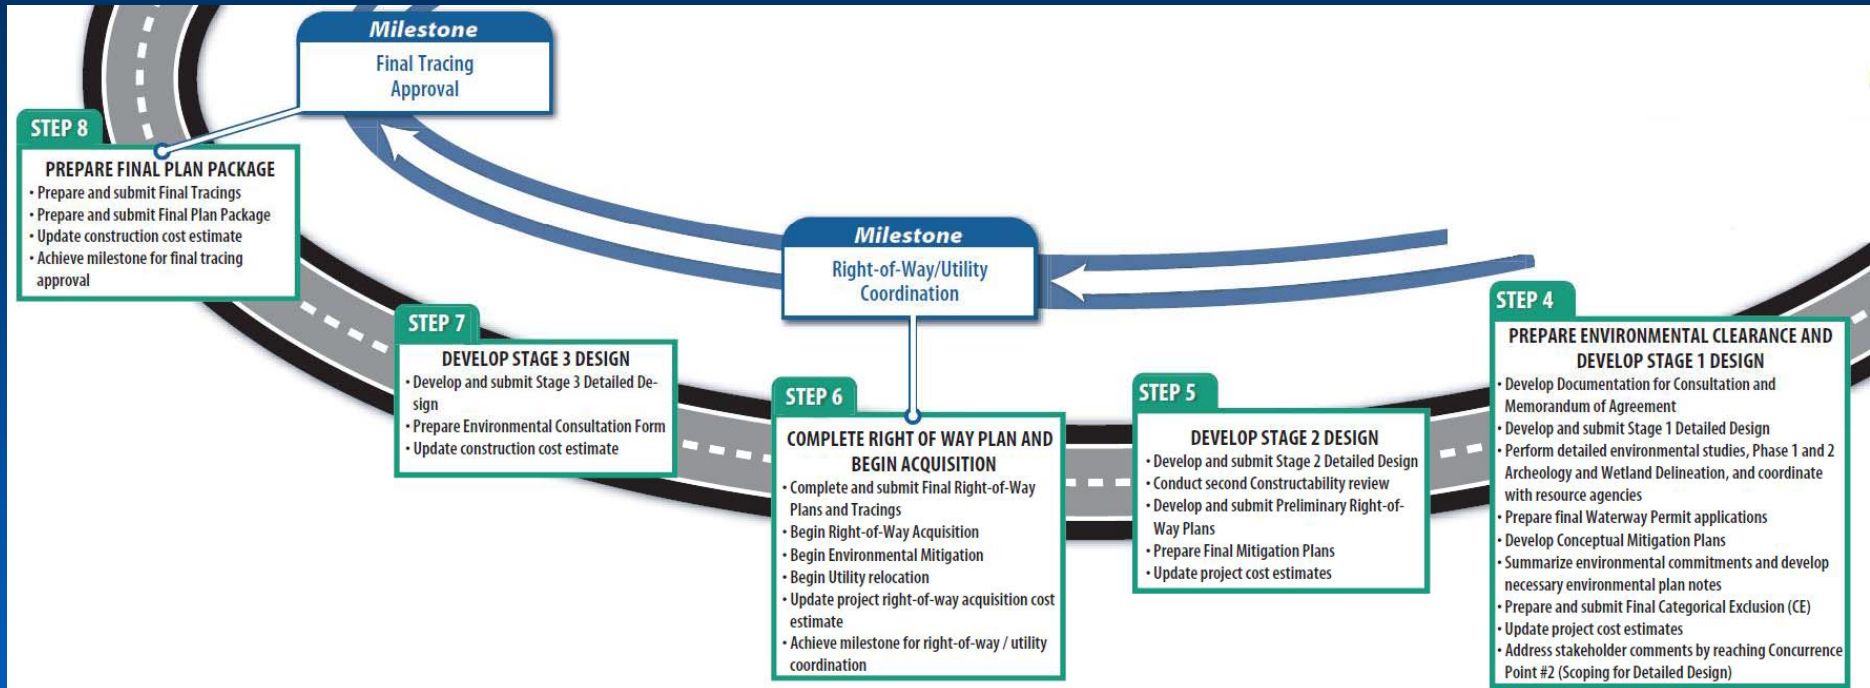 Milestone
Final Tracing
Approval
STEP 8
PREPARE FINAL PLAN PACKAGE
• Prepare and submit Final Tracings
• Prepare and submit Final Plan Package
• Update construction cost estimate
• Achieve milestone for final tracing
approval
STEP 7
DEVELOP STAGE 3 DESIGN
• Develop and submit Stage 3 Detailed De-
sign
• Prepare Environmental Consultation Form
• Update construction cost estimate
Milestone
Right-of-Way/Utility
Coordination
STEP 6
COMPLETE RIGHT OF WAY PLAN AND
BEGIN ACQUISITION
• Complete and submit Final Right-of-Way
Plans and Tracings
• Begin Right-of-Way Acquisition
• Begin Environmental Mitigation
• Begin Utility relocation
• Update project right-of-way acquisition cost
estimate
• Achieve milestone for right-of-way / utility
coordination
STEP 5
DEVELOP STAGE 2 DESIGN
• Develop and submit Stage 2 Detailed Design
• Conduct second Constructability review
• Develop and submit Preliminary Right-of-
Way Plans
• Prepare Final Mitigation Plans
• Update project cost estimates
STEP 4
PREPARE ENVIRONMENTAL CLEARANCE AND
DEVELOP STAGE 1 DESIGN
• Develop Documentation for Consultation and
Memorandum of Agreement
• Develop and submit Stage 1 Detailed Design
• Perform detailed environmental studies, Phase 1 and 2
Archeology and Wetland Delineation, and coordinate
with resource agencies
• Prepare final Waterway Permit applications
• Develop Conceptual Mitigation Plans
• Summarize environmental commitments and develop
necessary environmental plan notes
• Prepare and submit Final Categorical Exclusion (CE)
• Update project cost estimates
• Address stakeholder comments by reaching Concurrence
Point #2 (Scoping for Detailed Design)